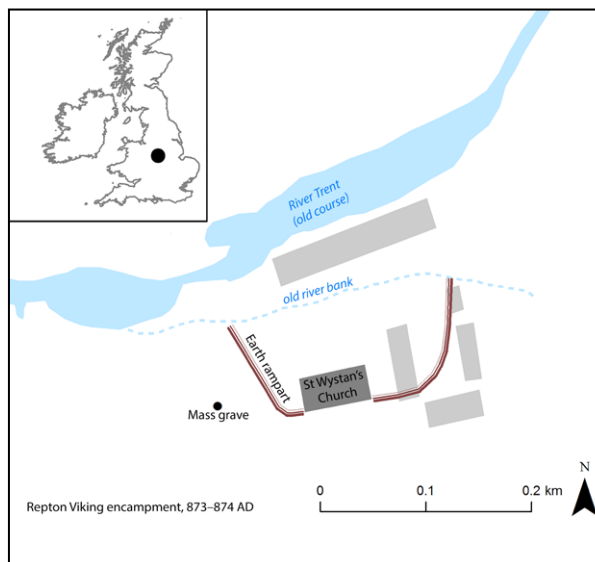 River Trent
(old course)
old river bank
Earth rampart
St Wystan's
Church
Mass grave
Repton Viking encampment, 873–874 AD
0 0.1 0.2 km
N